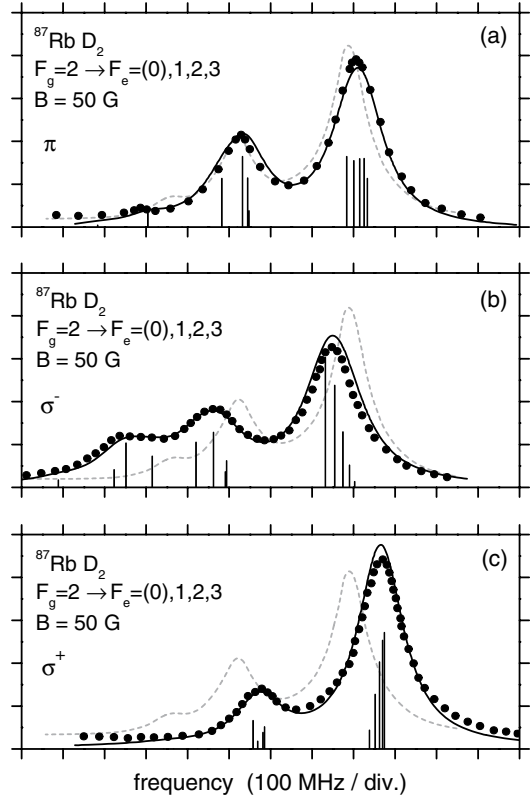 (a)
⁸⁷Rb D₂
F_g=2 → F_e=(0),1,2,3
B = 50 G
π
(b)
⁸⁷Rb D₂
F_g=2 → F_e=(0),1,2,3
B = 50 G
σ⁻
(c)
⁸⁷Rb D₂
F_g=2 → F_e=(0),1,2,3
B = 50 G
σ⁺
frequency (100 MHz / div.)